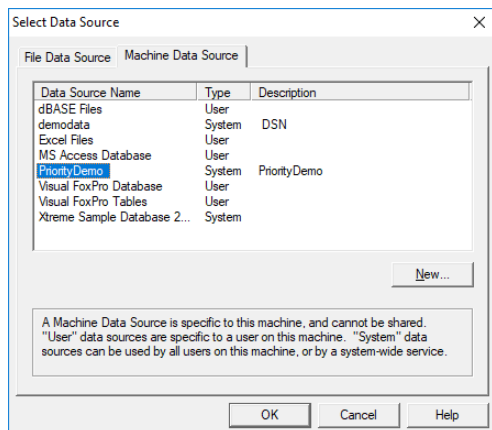 Select Data Source
File Data Source Machine Data Source
Data Source Name Type Description
dBASE Files User
demodata System DSN
Excel Files User
MS Access Database User
PriorityDemo System PriorityDemo
Visual FoxPro Database User
Visual FoxPro Tables User
Xtreme Sample Database 2... System
New...
A Machine Data Source is specific to this machine, and cannot be shared.
"User" data sources are specific to a user on this machine. "System" data
sources can be used by all users on this machine, or by a system-wide service.
OK Cancel Help